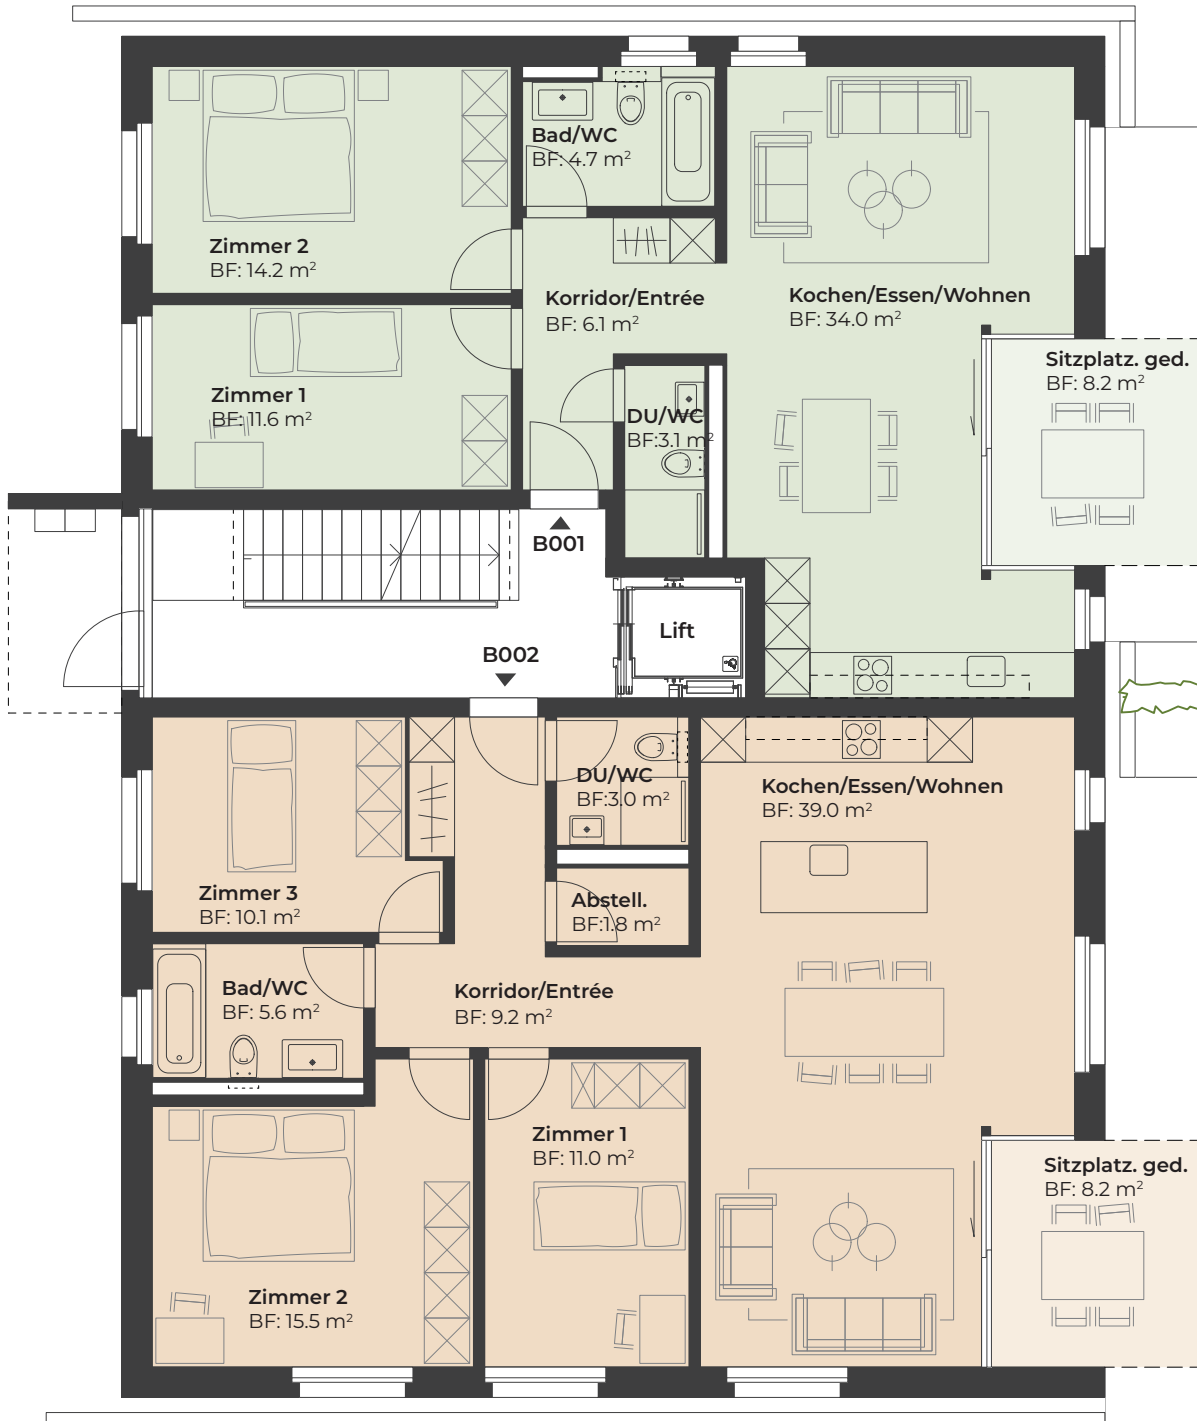 Bad/WC
BF: 4.7 m²
Zimmer 2
BF: 14.2 m²
Korridor/Entrée
BF: 6.1 m²
Kochen/Essen/Wohnen
BF: 34.0 m²
Sitzplatz. ged.
BF: 8.2 m²
Zimmer 1
BF: 11.6 m²
DU/WC
BF:3.1 m²
B001
Lift
B002
DU/WC
BF:3.0 m²
Kochen/Essen/Wohnen
BF: 39.0 m²
Zimmer 3
BF: 10.1 m²
Abstell.
BF:1.8 m²
Bad/WC
BF: 5.6 m²
Korridor/Entrée
BF: 9.2 m²
Zimmer 1
BF: 11.0 m²
Sitzplatz. ged.
BF: 8.2 m²
Zimmer 2
BF: 15.5 m²